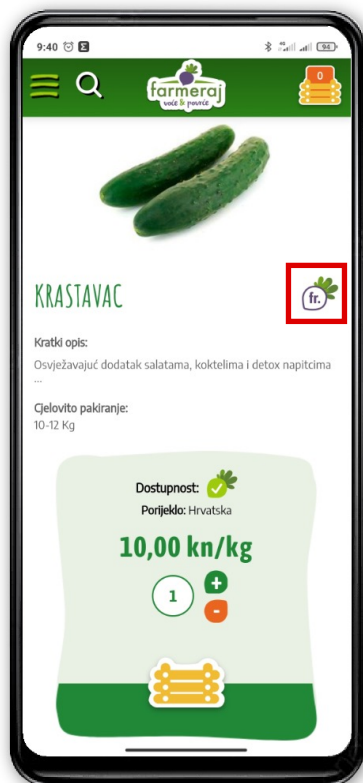 9:40
94
farmeraj
voće & povrće
0
KRASTAVAC
fr.
Kratki opis:
Osvježavajuć dodatak salatama, koktelima i detox napitcima
...
Cjelovito pakiranje:
10-12 Kg
Dostupnost:
Porijeklo: Hrvatska
10,00 kn/kg
1
+
-